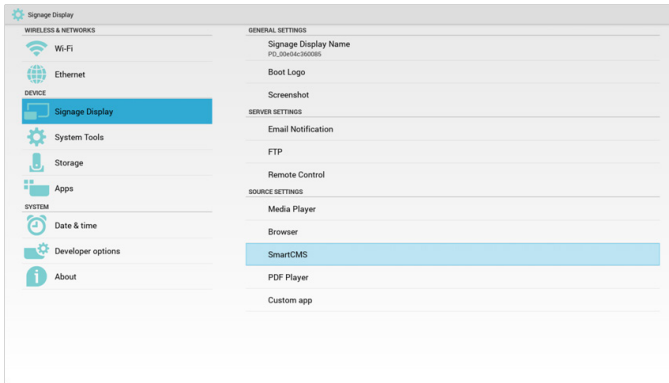 Signage Display
WIRELESS & NETWORKS
Wi-Fi
Ethernet
DEVICE
Signage Display
System Tools
Storage
Apps
SYSTEM
Date & time
Developer options
About
GENERAL SETTINGS
Signage Display Name
PD_00e04c360085
Boot Logo
Screenshot
SERVER SETTINGS
Email Notification
FTP
Remote Control
SOURCE SETTINGS
Media Player
Browser
SmartCMS
PDF Player
Custom app